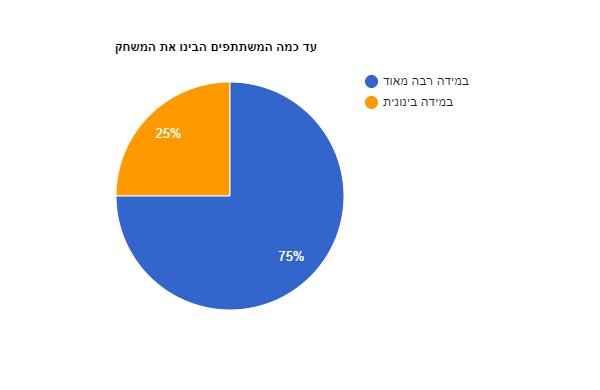 עד כמה המשתתפים הבינו את המשחק
במידה רבה מאוד
במידה בינונית
25%
75%